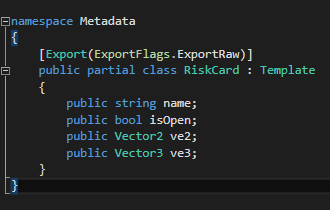 namespace Metadata
{
[Export(ExportFlags.ExportRaw)]
public partial class RiskCard : Template
{
public string name;
public bool isOpen;
public Vector2 ve2;
public Vector3 ve3;
}
}